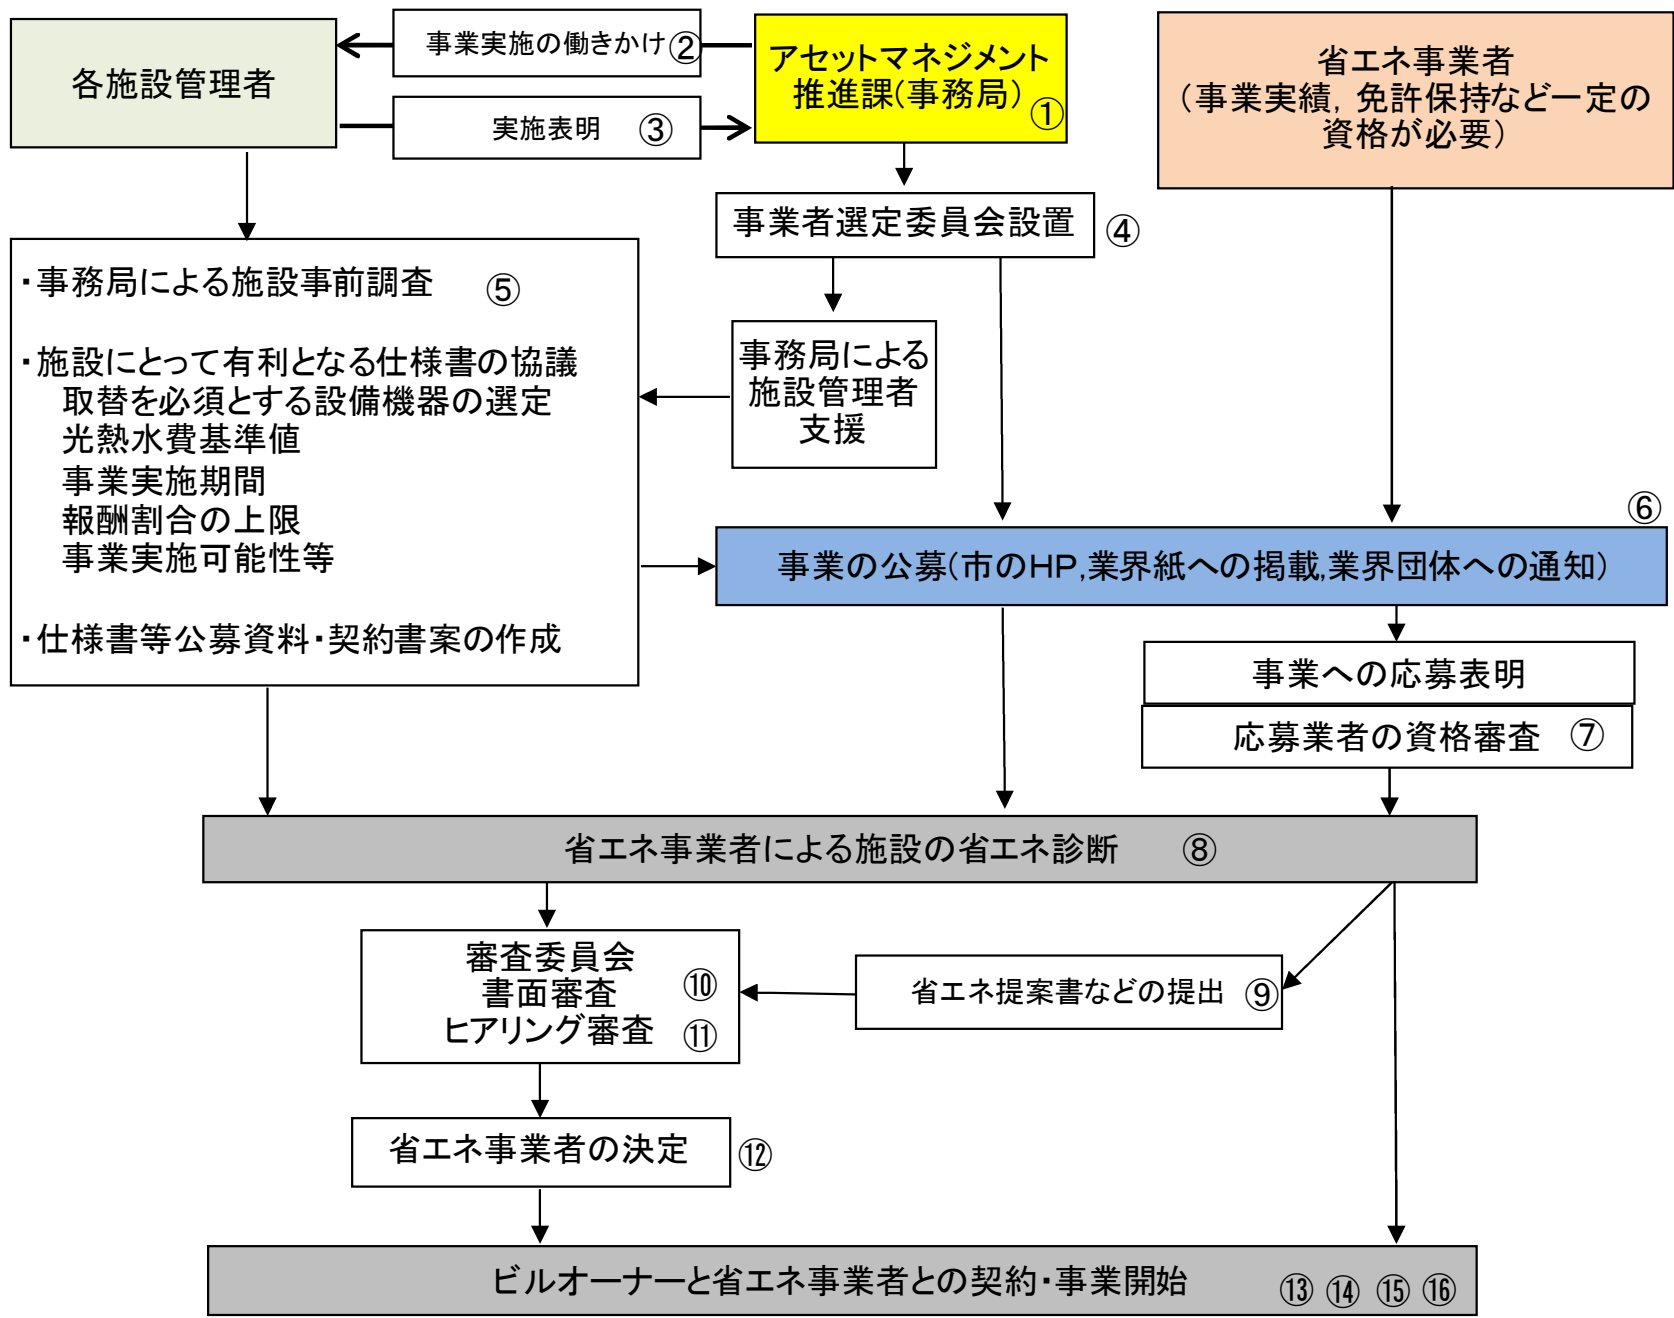 各施設管理者
事業実施の働きかけ②
実施表明 ③
アセットマネジメント
推進課(事務局) ①
省エネ事業者
（事業実績, 免許保持など一定の
資格が必要）
事業者選定委員会設置 ④
・事務局による施設事前調査 ⑤
・施設にとって有利となる仕様書の協議
取替を必須とする設備機器の選定
光熱水費基準値
事業実施期間
報酬割合の上限
事業実施可能性等
・仕様書等公募資料・契約書案の作成
事務局による
施設管理者
支援
⑥
事業の公募(市のHP,業界紙への掲載,業界団体への通知)
事業への応募表明
応募業者の資格審査 ⑦
省エネ事業者による施設の省エネ診断 ⑧
審査委員会
書面審査 ⑩
ヒアリング審査 ⑪
省エネ提案書などの提出 ⑨
省エネ事業者の決定 ⑫
ビルオーナーと省エネ事業者との契約・事業開始 ⑬ ⑭ ⑮ ⑯